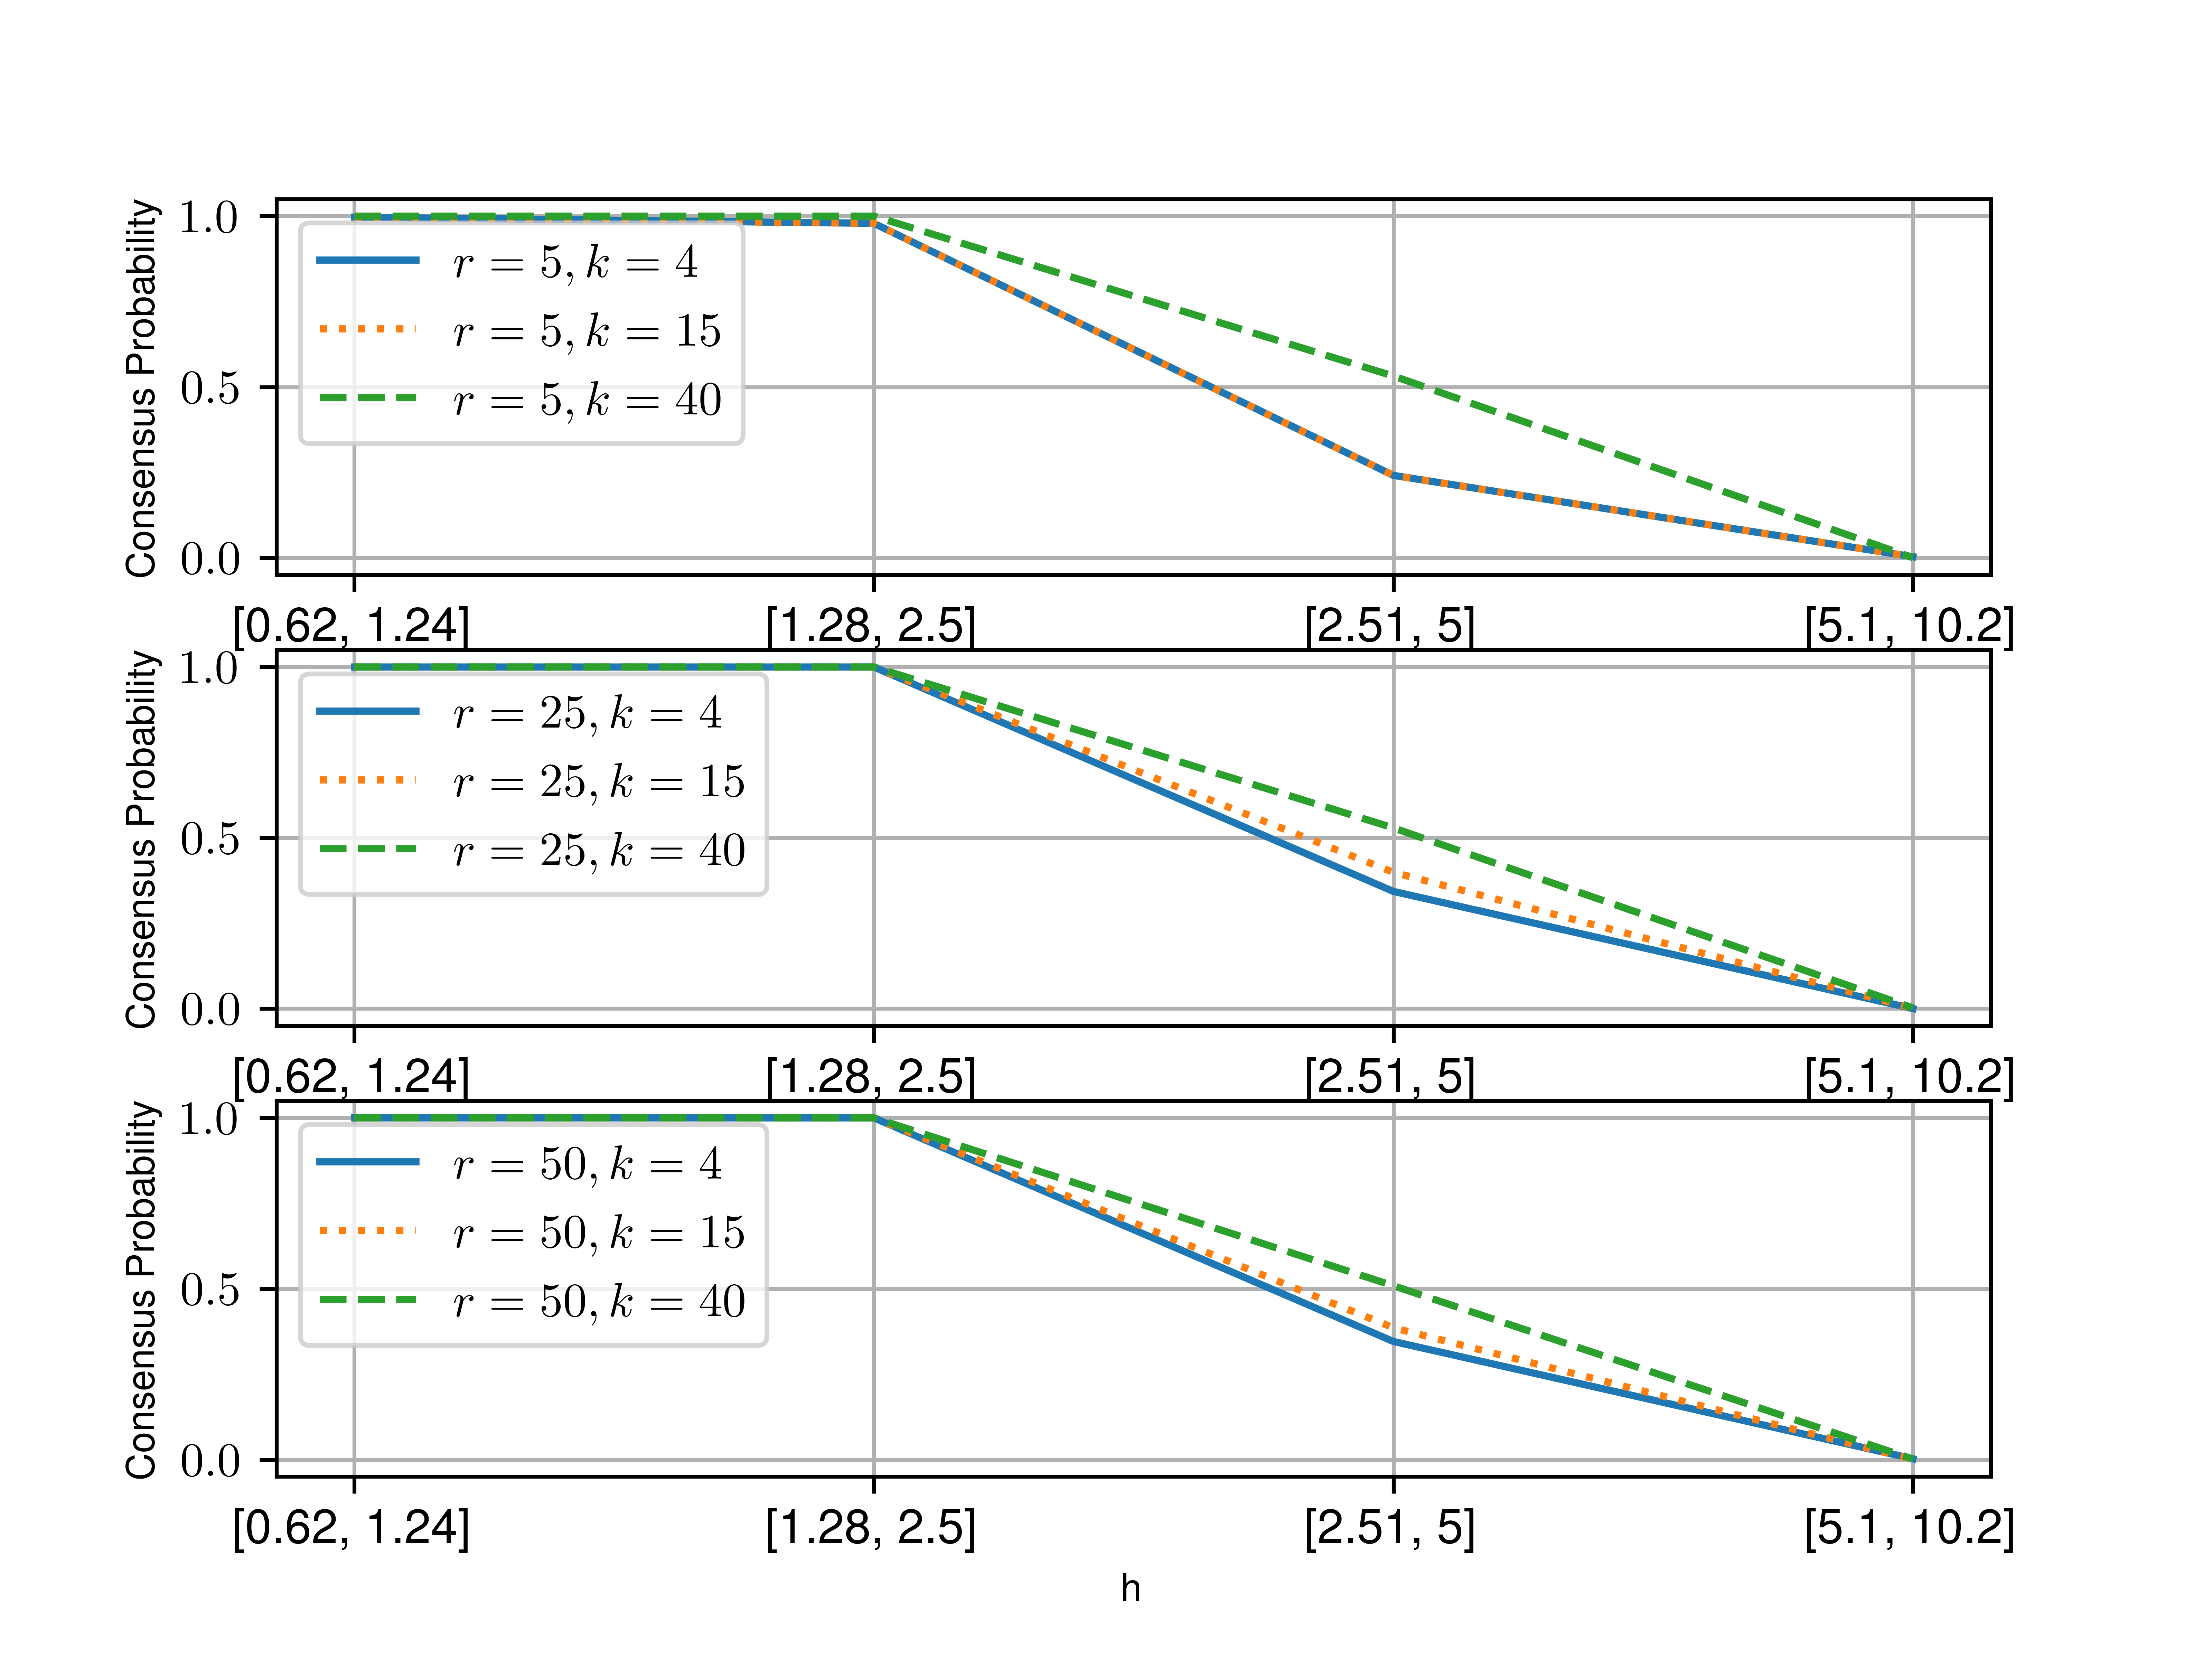 Consensus Probability
1.0
0.5
0.0
r = 5, k = 4
r = 5, k = 15
r = 5, k = 40
[0.62, 1.24] [1.28, 2.5] [2.51, 5] [5.1, 10.2]
Consensus Probability
1.0
0.5
0.0
r = 25, k = 4
r = 25, k = 15
r = 25, k = 40
[0.62, 1.24] [1.28, 2.5] [2.51, 5] [5.1, 10.2]
Consensus Probability
1.0
0.5
0.0
r = 50, k = 4
r = 50, k = 15
r = 50, k = 40
[0.62, 1.24] [1.28, 2.5] [2.51, 5] [5.1, 10.2]
h